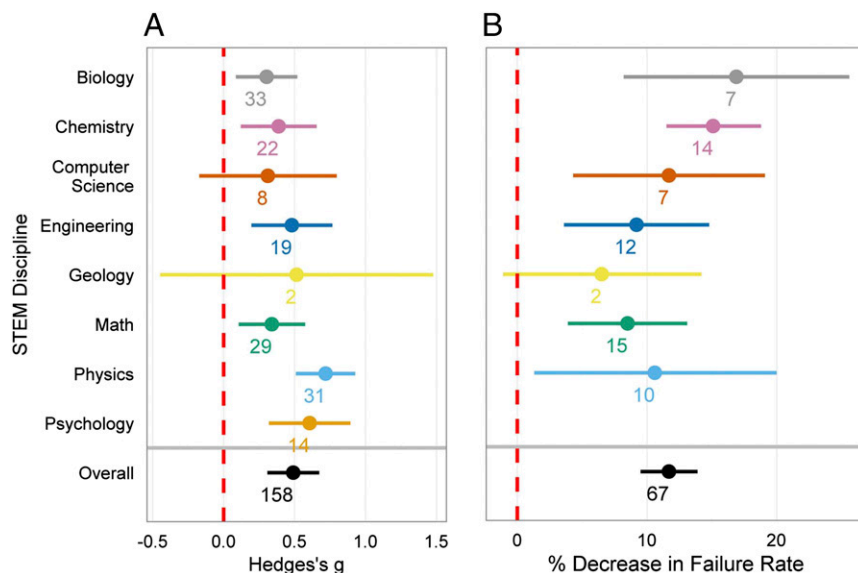 A
B
STEM Discipline
Biology
33
7
Chemistry
22
14
Computer
Science
8
7
Engineering
19
12
Geology
2
2
Math
29
15
Physics
31
10
Psychology
14
Overall
158
67
-0.5 0.0 0.5 1.0 1.5
0 10 20
Hedges's g
% Decrease in Failure Rate